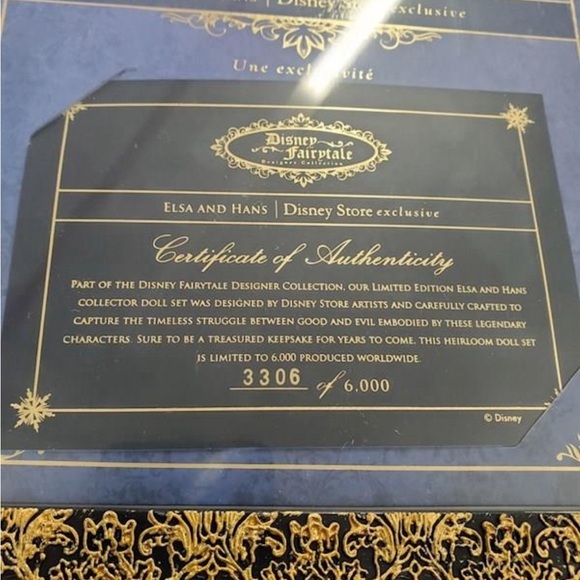 Disney Store exclusive
Une exclusivité
Disney
Fairytale
Designer Collection
ELSA AND HANS | Disney Store exclusive
Certificate of Authenticity
PART OF THE DISNEY FAIRYTALE DESIGNER COLLECTION, OUR LIMITED EDITION ELSA AND HANS
COLLECTOR DOLL SET WAS DESIGNED BY DISNEY STORE ARTISTS AND CAREFULLY CRAFTED TO
CAPTURE THE TIMELESS STRUGGLE BETWEEN GOOD AND EVIL EMBODIED BY THESE LEGENDARY
CHARACTERS. SURE TO BE A TREASURED KEEPSAKE FOR YEARS TO COME, THIS HEIRLOOM DOLL SET
IS LIMITED TO 6,000 PRODUCED WORLDWIDE.
3306 of 6,000
© Disney